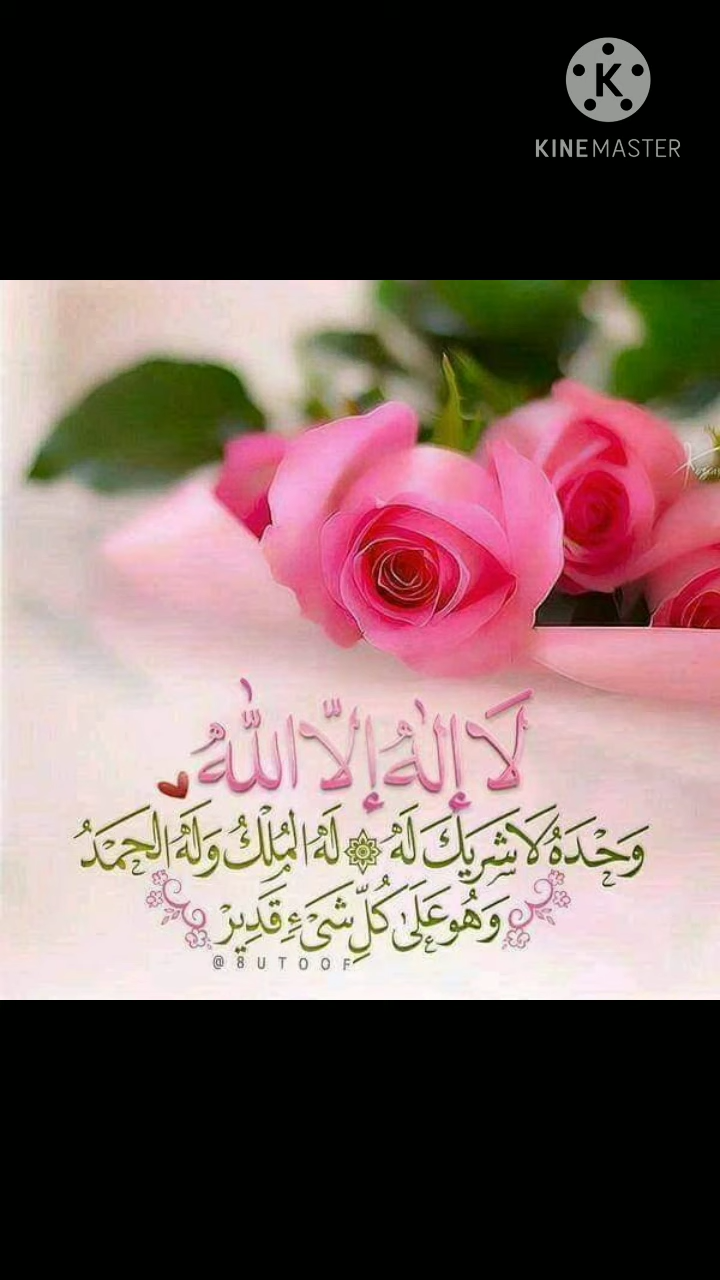 KINEMASTER
لَا إِلٰهَ إِلَّا اللّٰهُ
وَحْدَهُ لَا شَرِيكَ لَهُ ۞ لَهُ الْمُلْكُ وَلَهُ الْحَمْدُ
وَهُوَ عَلَىٰ كُلِّ شَيْءٍ قَدِيرٌ
@8UTOOF